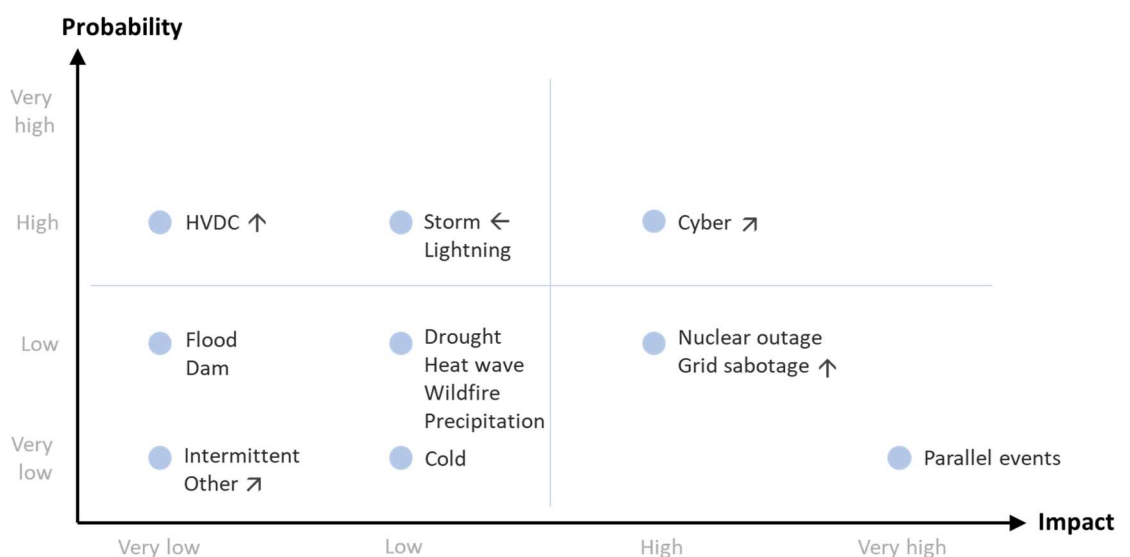 Probability
Very
high
High
HVDC ↑
Storm ←
Lightning
Cyber ↗
Low
Flood
Dam
Drought
Heat wave
Wildfire
Precipitation
Nuclear outage
Grid sabotage ↑
Very
low
Intermittent
Other ↗
Cold
Parallel events
Impact
Very low
Low
High
Very high